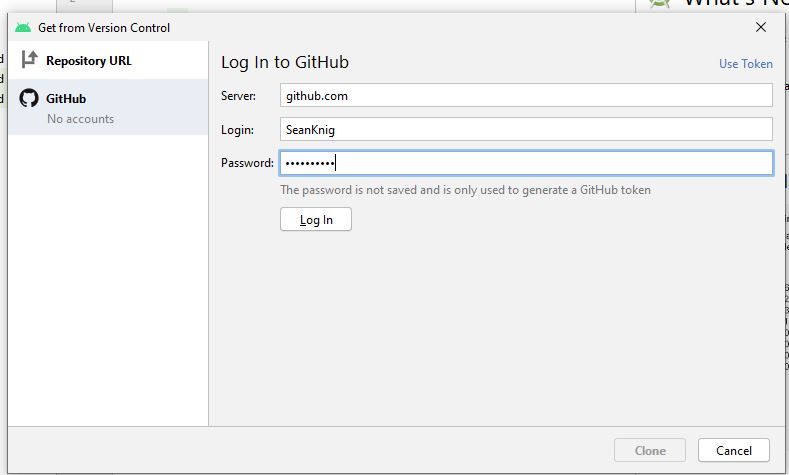 What's Ne
Get from Version Control
Repository URL
GitHub
No accounts
Log In to GitHub
Use Token
Server: github.com
Login: SeanKnig
Password: ••••••••••
The password is not saved and is only used to generate a GitHub token
Log In
Clone
Cancel